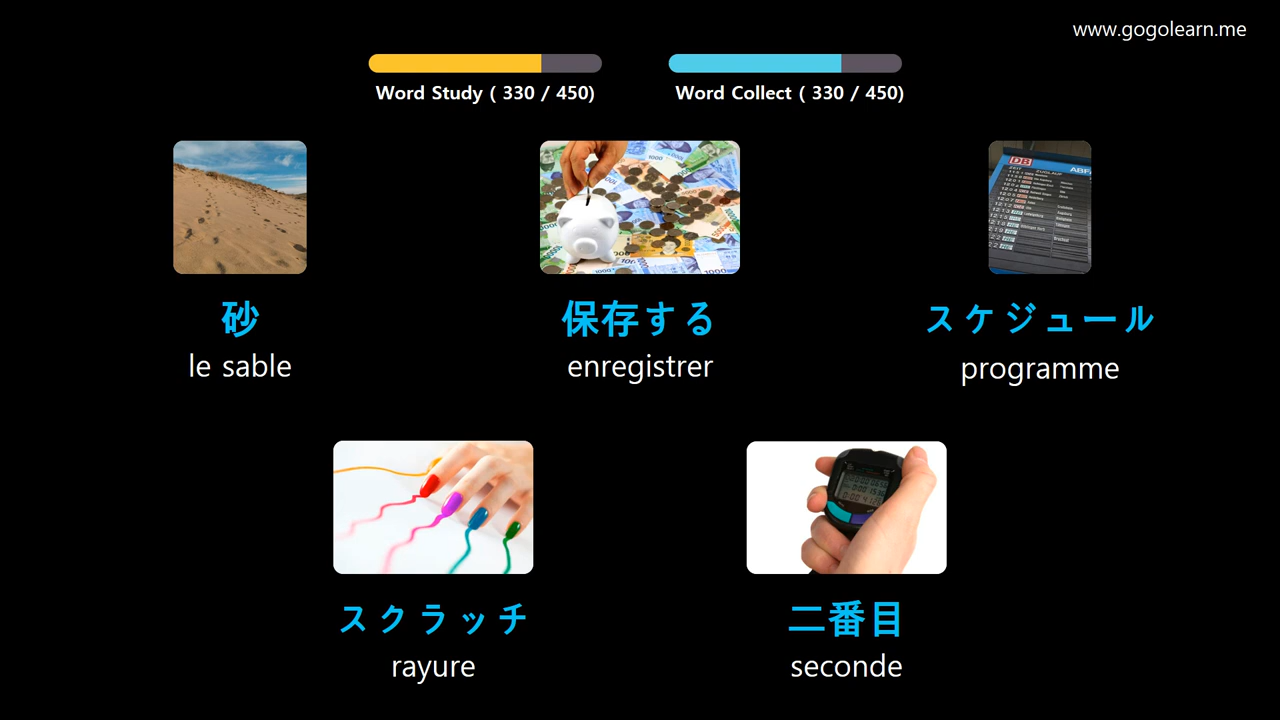 www.gogolearn.me
Word Study ( 330 / 450)
Word Collect ( 330 / 450)
DB
砂
le sable
保存する
enregistrer
スケジュール
programme
スクラッチ
rayure
二番目
seconde